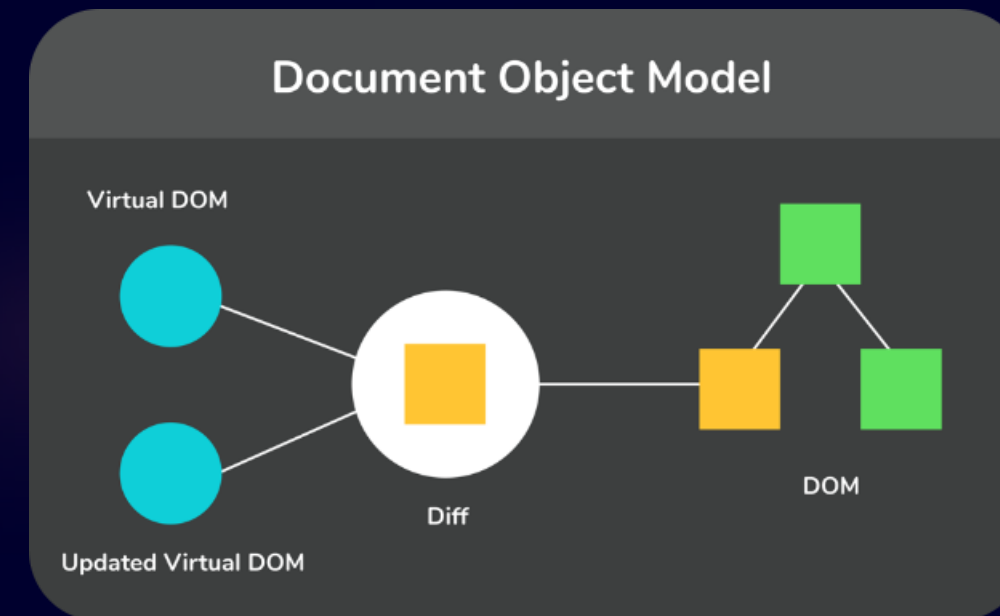 Document Object Model
Virtual DOM
Updated Virtual DOM
Diff
DOM